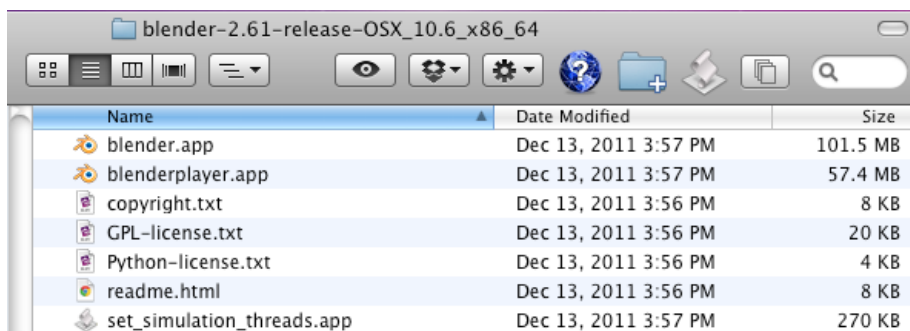 blender-2.61-release-OSX_10.6_x86_64
Name Date Modified Size
blender.app Dec 13, 2011 3:57 PM 101.5 MB
blenderplayer.app Dec 13, 2011 3:57 PM 57.4 MB
copyright.txt Dec 13, 2011 3:56 PM 8 KB
GPL-license.txt Dec 13, 2011 3:56 PM 20 KB
Python-license.txt Dec 13, 2011 3:56 PM 4 KB
readme.html Dec 13, 2011 3:56 PM 8 KB
set_simulation_threads.app Dec 13, 2011 3:57 PM 270 KB